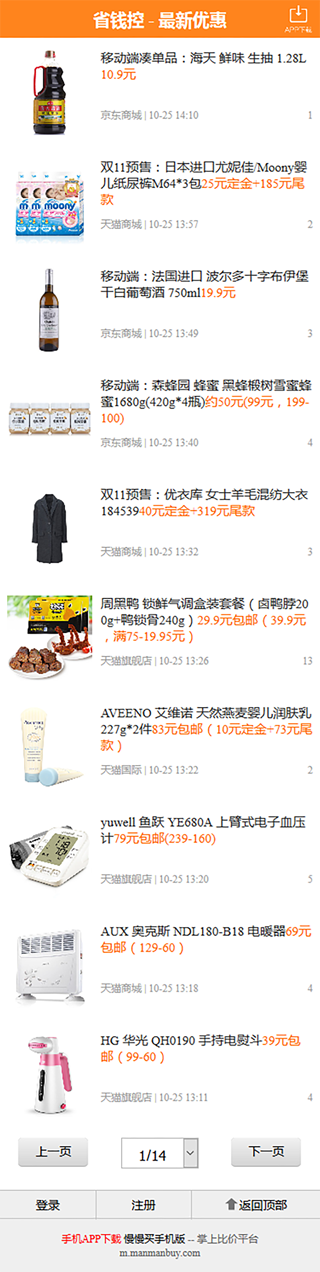 省钱控 - 最新优惠
APP下载
移动端凑单品：海天 鲜味 生抽 1.28L
10.9元
京东商城 | 10-25 14:10 1
双11预售：日本进口尤妮佳/Moony婴
儿纸尿裤M64*3包25元定金+185元尾
款
天猫商城 | 10-25 13:57 2
移动端：法国进口 波尔多十字布伊堡
干白葡萄酒 750ml19.9元
京东商城 | 10-25 13:49 3
移动端：森蜂园 蜂蜜 黑蜂椴树雪蜜蜂
蜜1680g(420g*4瓶)约50元(99元，199-
100)
京东商城 | 10-25 13:40 4
双11预售：优衣库 女士羊毛混纺大衣
18453940元定金+319元尾款
天猫商城 | 10-25 13:32 3
周黑鸭 锁鲜气调盒装套餐（卤鸭脖20
0g+鸭锁骨240g）29.9元包邮（39.9元
，满75-19.95元）
天猫旗舰店 | 10-25 13:26 13
moony
AVEENO 艾维诺 天然燕麦婴儿润肤乳
227g*2件83元包邮（10元定金+73元尾
款）
天猫国际 | 10-25 13:22 2
yuwell 鱼跃 YE680A 上臂式电子血压
计79元包邮(239-160)
天猫旗舰店 | 10-25 13:20 5
AUX 奥克斯 NDL180-B18 电暖器69元
包邮（129-60）
天猫商城 | 10-25 13:18 4
HG 华光 QH0190 手持电熨斗39元包
邮（99-60）
天猫旗舰店 | 10-25 13:11 4
上一页 1/14 下一页
登录 注册 返回顶部
手机APP下载 慢慢买手机版 -- 掌上比价平台
m.manmanbuy.com